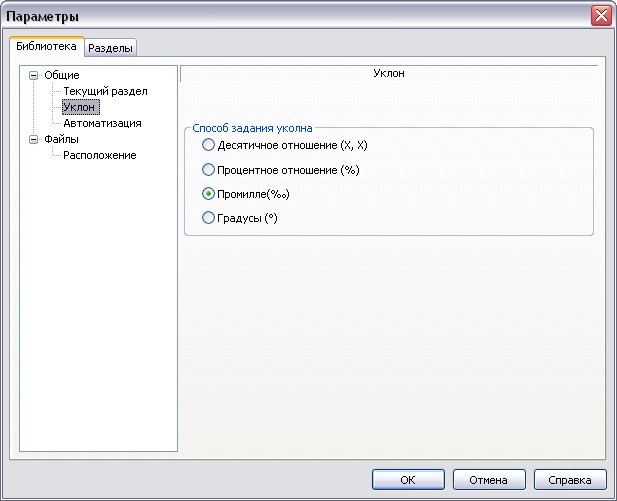 Параметры
Библиотека Разделы
Общие
Текущий раздел
Уклон
Автоматизация
Файлы
Расположение
Уклон
Способ задания уколна
Десятичное отношение (X, X)
Процентное отношение (%)
Промилле(‰)
Градусы (°)
OK Отмена Справка